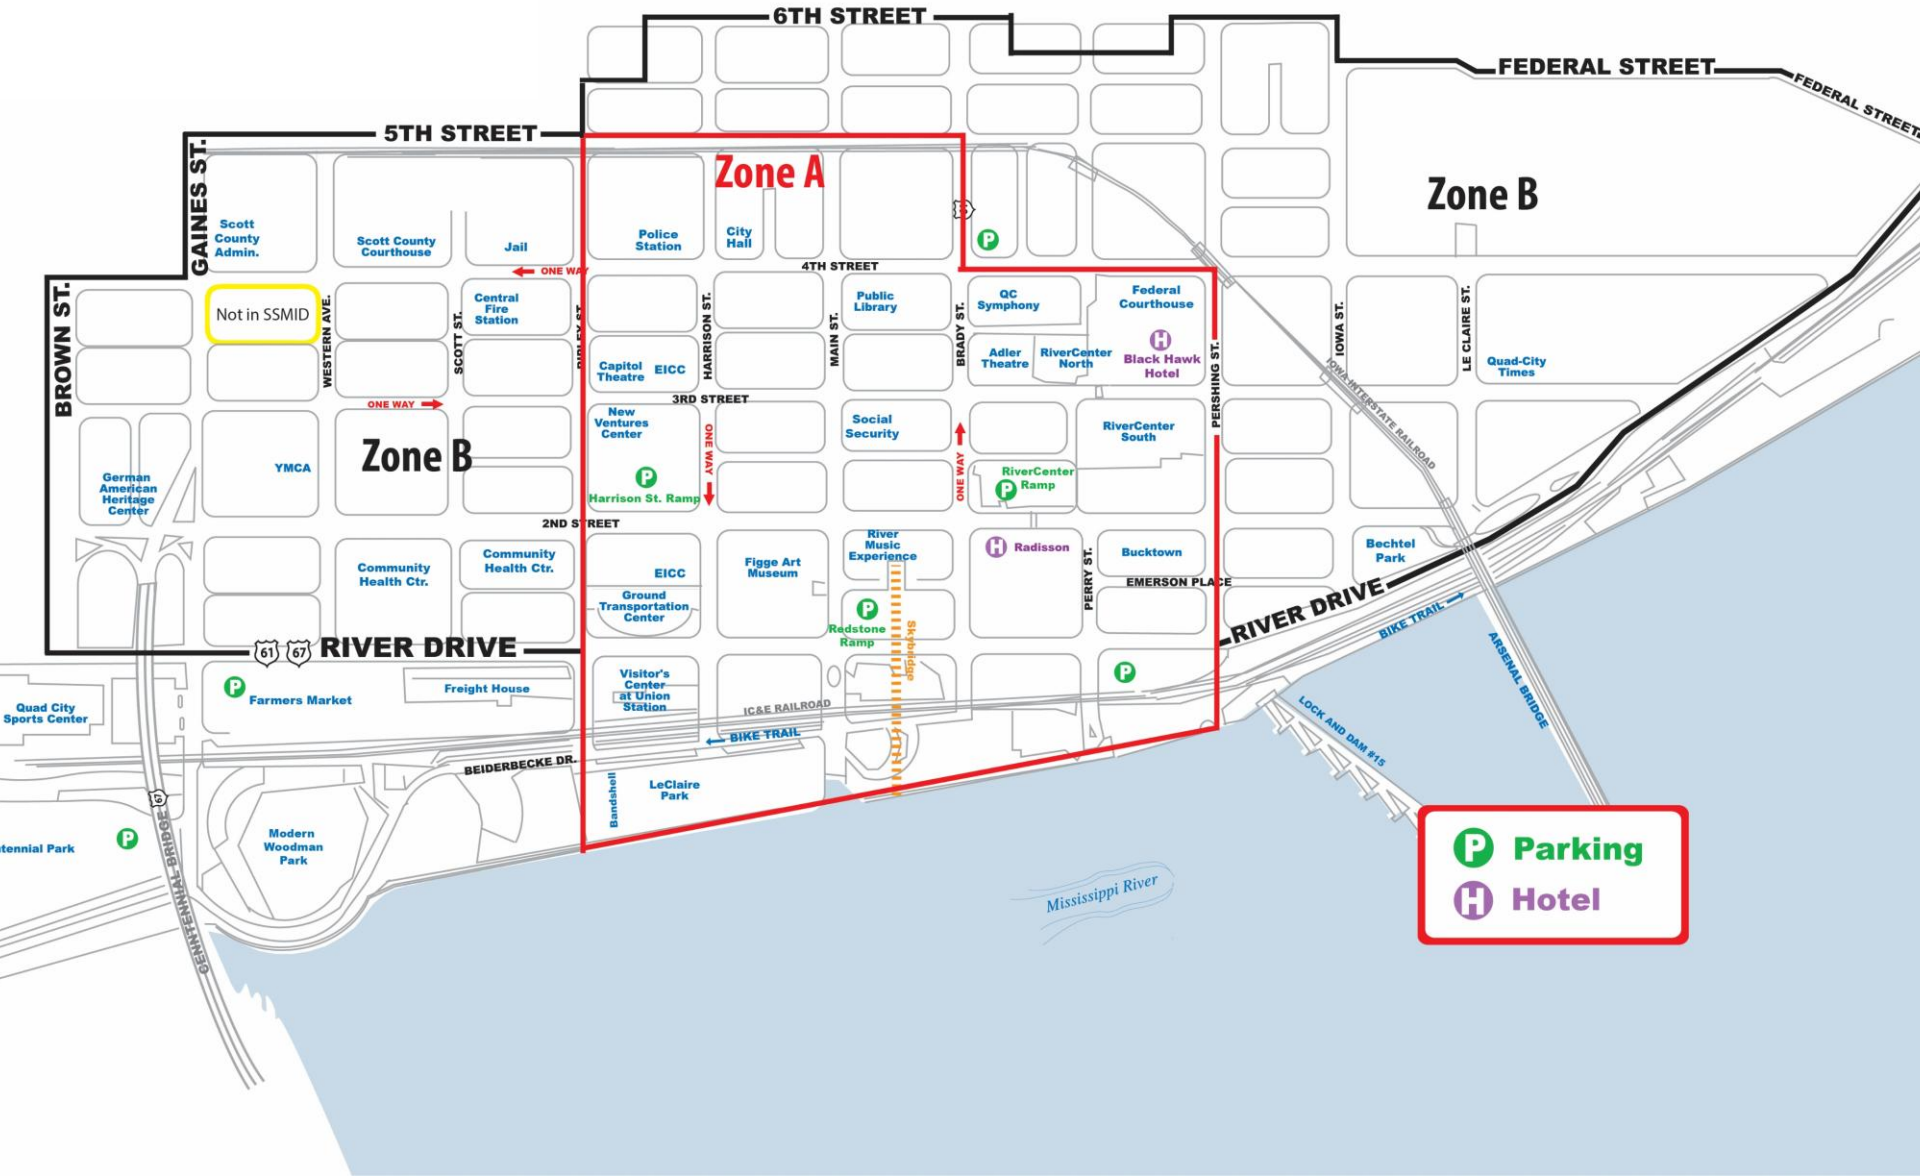 6TH STREET
FEDERAL STREET
FEDERAL STREET
5TH STREET
GAINES ST.
Zone A
Zone B
Scott
County
Admin.
Scott County
Courthouse
Jail
Police
Station
City
Hall
P
ONE WAY
4TH STREET
BROWN ST.
Not in SSMID
WESTERN AVE.
SCOTT ST.
Central
Fire
Station
HARRISON ST.
MAIN ST.
Public
Library
BRADY ST.
QC
Symphony
Federal
Courthouse
H
Black Hawk
Hotel
Adler
Theatre
RiverCenter
North
PERSHING ST.
IOWA ST.
LE CLAIRE ST.
Quad-City
Times
IOWA INTERSTATE RAILROAD
Capitol
Theatre
EICC
3RD STREET
ONE WAY
New
Ventures
Center
ONE WAY
Social
Security
ONE WAY
RiverCenter
South
German
American
Heritage
Center
YMCA
Zone B
P
Harrison St. Ramp
RiverCenter
P
Ramp
2ND STREET
Community
Health Ctr.
Community
Health Ctr.
EICC
Ground
Transportation
Center
Figge Art
Museum
River
Music
Experience
H
Radisson
PERRY ST.
Bucktown
EMERSON PLACE
Bechtel
Park
P
Redstone
Ramp
Skybridge
61
67
RIVER DRIVE
RIVER DRIVE
BIKE TRAIL
ARSENAL BRIDGE
Quad City
Sports Center
P
Farmers Market
Freight House
Visitor's
Center
at Union
Station
IC&E RAILROAD
BIKE TRAIL
P
LOCK AND DAM #15
BEIDERBECKE DR.
Bandshell
LeClaire
Park
67
CENNTENNIAL BRIDGE
tennial Park
P
Modern
Woodman
Park
Mississippi River
P Parking
H Hotel